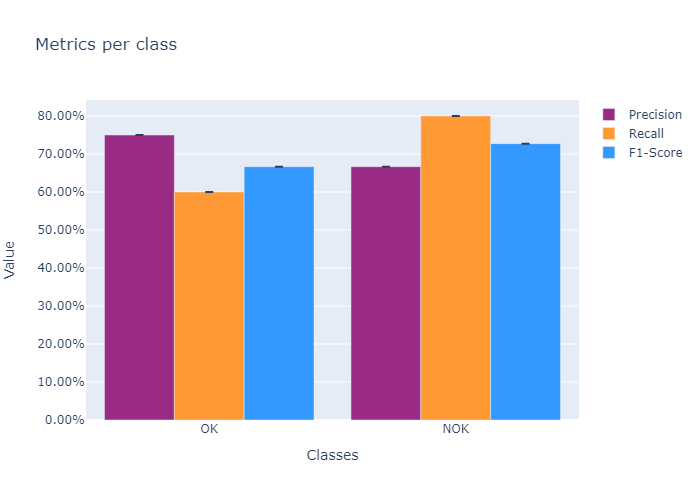 Metrics per class
80.00%
70.00%
60.00%
50.00%
40.00%
30.00%
20.00%
10.00%
0.00%
Value
OK
NOK
Classes
Precision
Recall
F1-Score